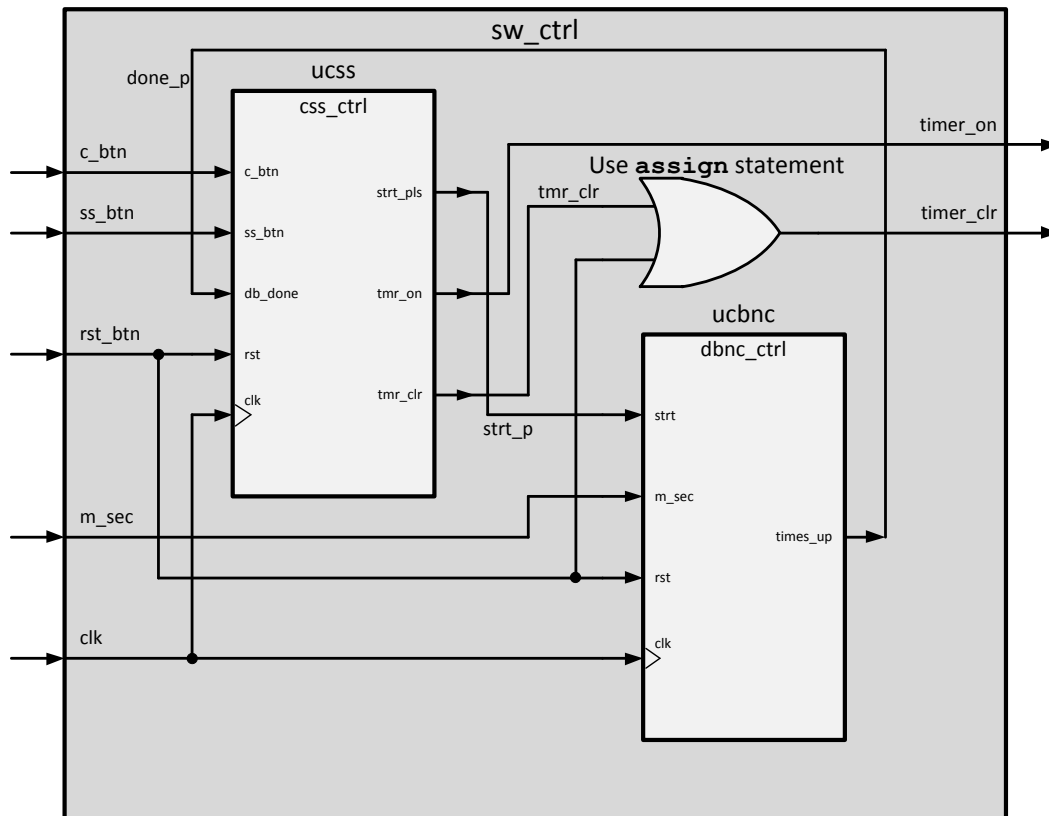 sw_ctrl
done_p
ucss
css_ctrl
timer_on
c_btn
c_btn
Use assign statement
strt_pls
tmr_clr
ss_btn
ss_btn
timer_clr
db_done
tmr_on
ucbnc
rst_btn
rst
dbnc_ctrl
clk
tmr_clr
strt
strt_p
m_sec
m_sec
times_up
rst
clk
clk